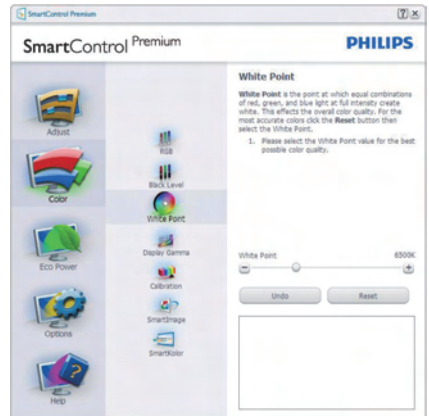 SmartControl Premium
SmartControl Premium
PHILIPS
Adjust
Color
Eco Power
Options
Help
RGB
Black Level
White Point
Display Gamma
Calibration
SmartImage
SmartKolor
White Point
White Point is the point at which equal combinations
of red, green, and blue light at full intensity create
white. This effects the overall color quality. For the
most accurate colors click the Reset button then
select the White Point.
1. Please select the White Point value for the best
possible color quality.
White Point 6500K
Undo Reset